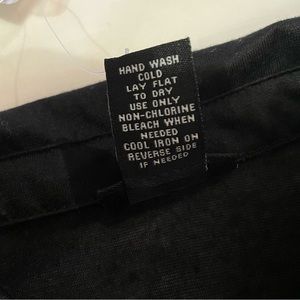 HAND WASH
COLD
LAY FLAT
TO DRY
USE ONLY
NON-CHLORINE
BLEACH WHEN
NEEDED
COOL IRON ON
REVERSE SIDE
IF NEEDED